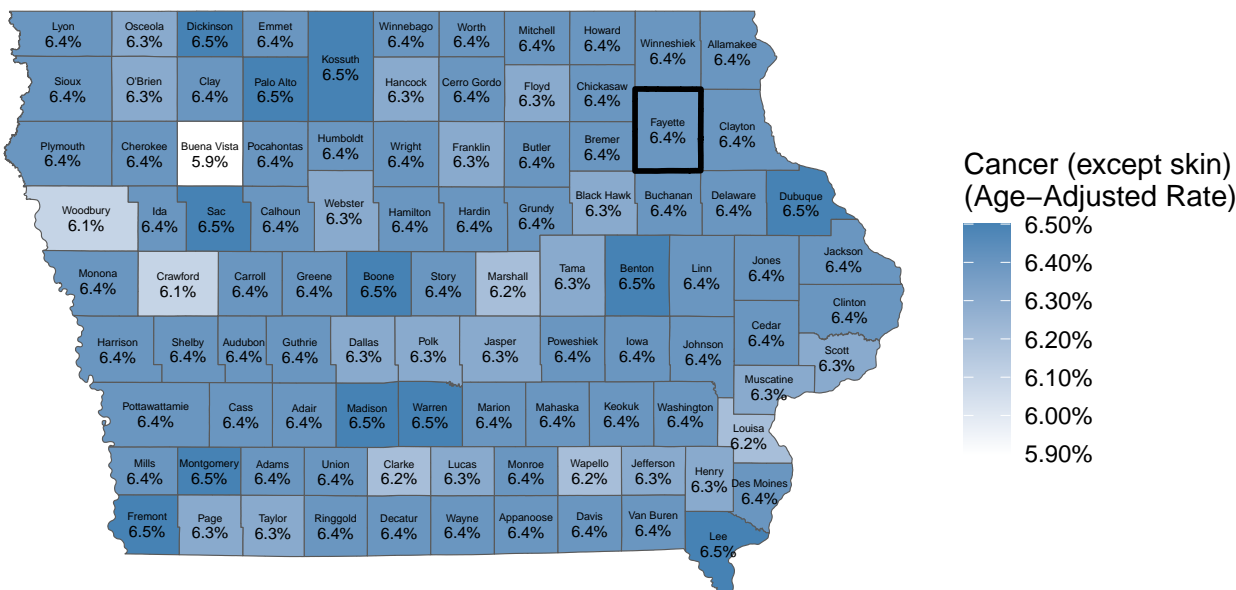 Lyon
6.4%
Osceola
6.3%
Dickinson
6.5%
Emmet
6.4%
Kossuth
6.5%
Winnebago
6.4%
Worth
6.4%
Mitchell
6.4%
Howard
6.4%
Winneshiek
6.4%
Allamakee
6.4%
Sioux
6.4%
O'Brien
6.3%
Clay
6.4%
Palo Alto
6.5%
Hancock
6.3%
Cerro Gordo
6.4%
Floyd
6.3%
Chickasaw
6.4%
Fayette
6.4%
Clayton
6.4%
Plymouth
6.4%
Cherokee
6.4%
Buena Vista
5.9%
Pocahontas
6.4%
Humboldt
6.4%
Wright
6.4%
Franklin
6.3%
Butler
6.4%
Bremer
6.4%
Woodbury
6.1%
Ida
6.4%
Sac
6.5%
Calhoun
6.4%
Webster
6.3%
Hamilton
6.4%
Hardin
6.4%
Grundy
6.4%
Black Hawk
6.3%
Buchanan
6.4%
Delaware
6.4%
Dubuque
6.5%
Monona
6.4%
Crawford
6.1%
Carroll
6.4%
Greene
6.4%
Boone
6.5%
Story
6.4%
Marshall
6.2%
Tama
6.3%
Benton
6.5%
Linn
6.4%
Jones
6.4%
Jackson
6.4%
Clinton
6.4%
Harrison
6.4%
Shelby
6.4%
Audubon
6.4%
Guthrie
6.4%
Dallas
6.3%
Polk
6.3%
Jasper
6.3%
Poweshiek
6.4%
Iowa
6.4%
Johnson
6.4%
Cedar
6.4%
Scott
6.3%
Muscatine
6.3%
Pottawattamie
6.4%
Cass
6.4%
Adair
6.4%
Madison
6.5%
Warren
6.5%
Marion
6.4%
Mahaska
6.4%
Keokuk
6.4%
Washington
6.4%
Louisa
6.2%
Mills
6.4%
Montgomery
6.5%
Adams
6.4%
Union
6.4%
Clarke
6.2%
Lucas
6.3%
Monroe
6.4%
Wapello
6.2%
Jefferson
6.3%
Henry
6.3%
Des Moines
6.4%
Fremont
6.5%
Page
6.3%
Taylor
6.3%
Ringgold
6.4%
Decatur
6.4%
Wayne
6.4%
Appanoose
6.4%
Davis
6.4%
Van Buren
6.4%
Lee
6.5%
Cancer (except skin)
(Age−Adjusted Rate)
6.50%
6.40%
6.30%
6.20%
6.10%
6.00%
5.90%